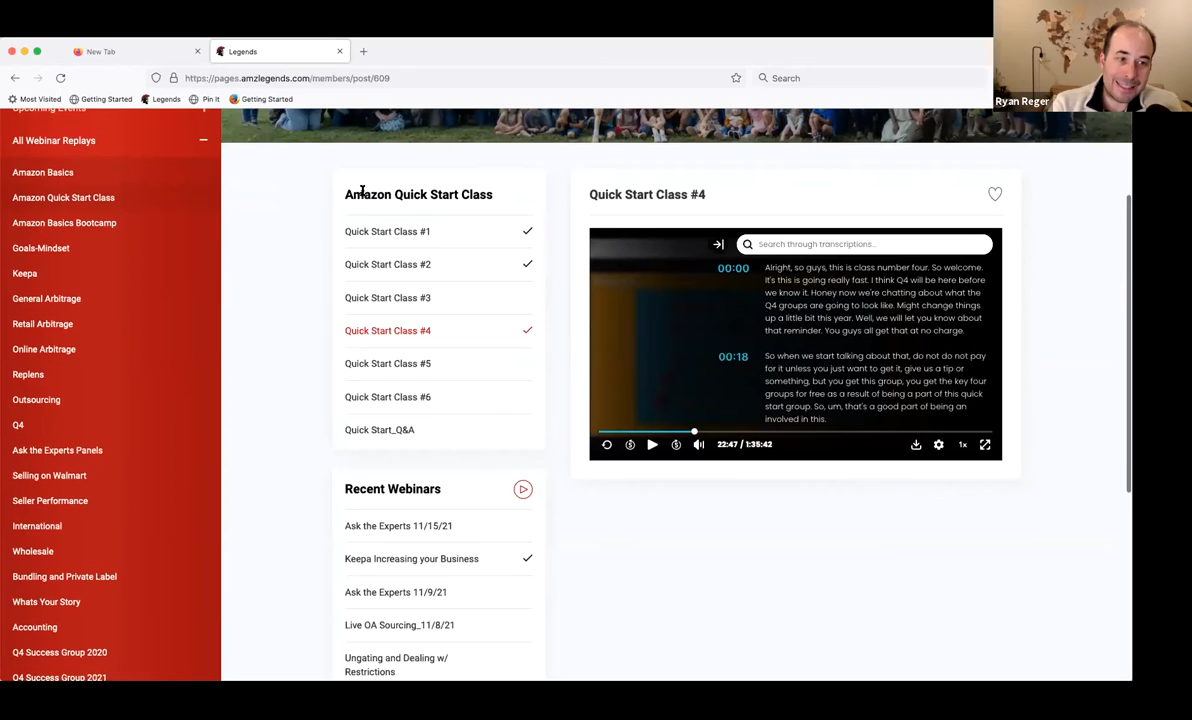 New Tab
Legends
https://pages.amzlegends.com/members/post/609
Search
Ryan Reger
Most Visited
Getting Started
Legends
Pin It
Getting Started
Upcoming Events
All Webinar Replays
Amazon Basics
Amazon Quick Start Class
Amazon Basics Bootcamp
Goals-Mindset
Keepa
General Arbitrage
Retail Arbitrage
Online Arbitrage
Replens
Outsourcing
Q4
Ask the Experts Panels
Selling on Walmart
Seller Performance
International
Wholesale
Bundling and Private Label
Whats Your Story
Accounting
Q4 Success Group 2020
Q4 Success Group 2021
Amazon Quick Start Class
Quick Start Class #1
Quick Start Class #2
Quick Start Class #3
Quick Start Class #4
Quick Start Class #5
Quick Start Class #6
Quick Start_Q&A
Recent Webinars
Ask the Experts 11/15/21
Keepa Increasing your Business
Ask the Experts 11/9/21
Live OA Sourcing_11/8/21
Ungating and Dealing w/
Restrictions
Quick Start Class #4
Search through transcriptions...
00:00
Alright, so guys, this is class number four. So welcome.
It's this is going really fast. I think Q4 will be here before
we know it. Honey now we're chatting about what the
Q4 groups are going to look like. Might change things
up a little bit this year. Well, we will let you know about
that reminder. You guys all get that at no charge.
00:18
So when we start talking about that, do not do not pay
for it unless you just want to get it, give us a tip or
something, but you get this group, you get the key four
groups for free as a result of being a part of this quick
start group. So, um, that's a good part of being an
involved in this.
22:47 / 1:35:42
1x